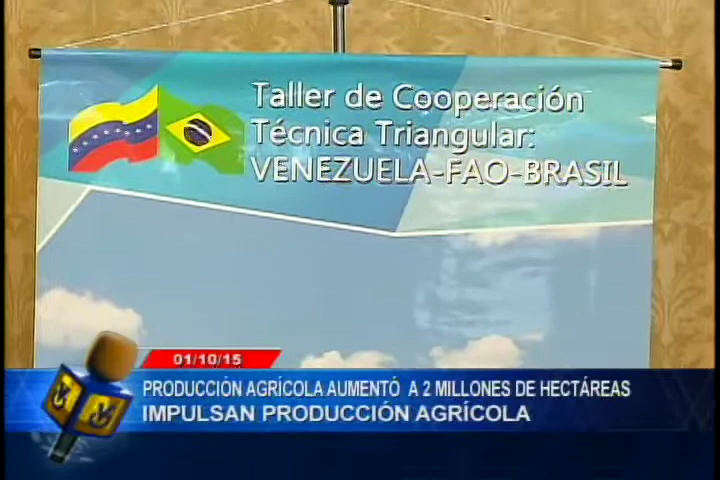 Taller de Cooperación
Técnica Triangular:
VENEZUELA-FAO-BRASIL
01/10/15
PRODUCCIÓN AGRÍCOLA AUMENTÓ A 2 MILLONES DE HECTÁREAS
IMPULSAN PRODUCCIÓN AGRÍCOLA